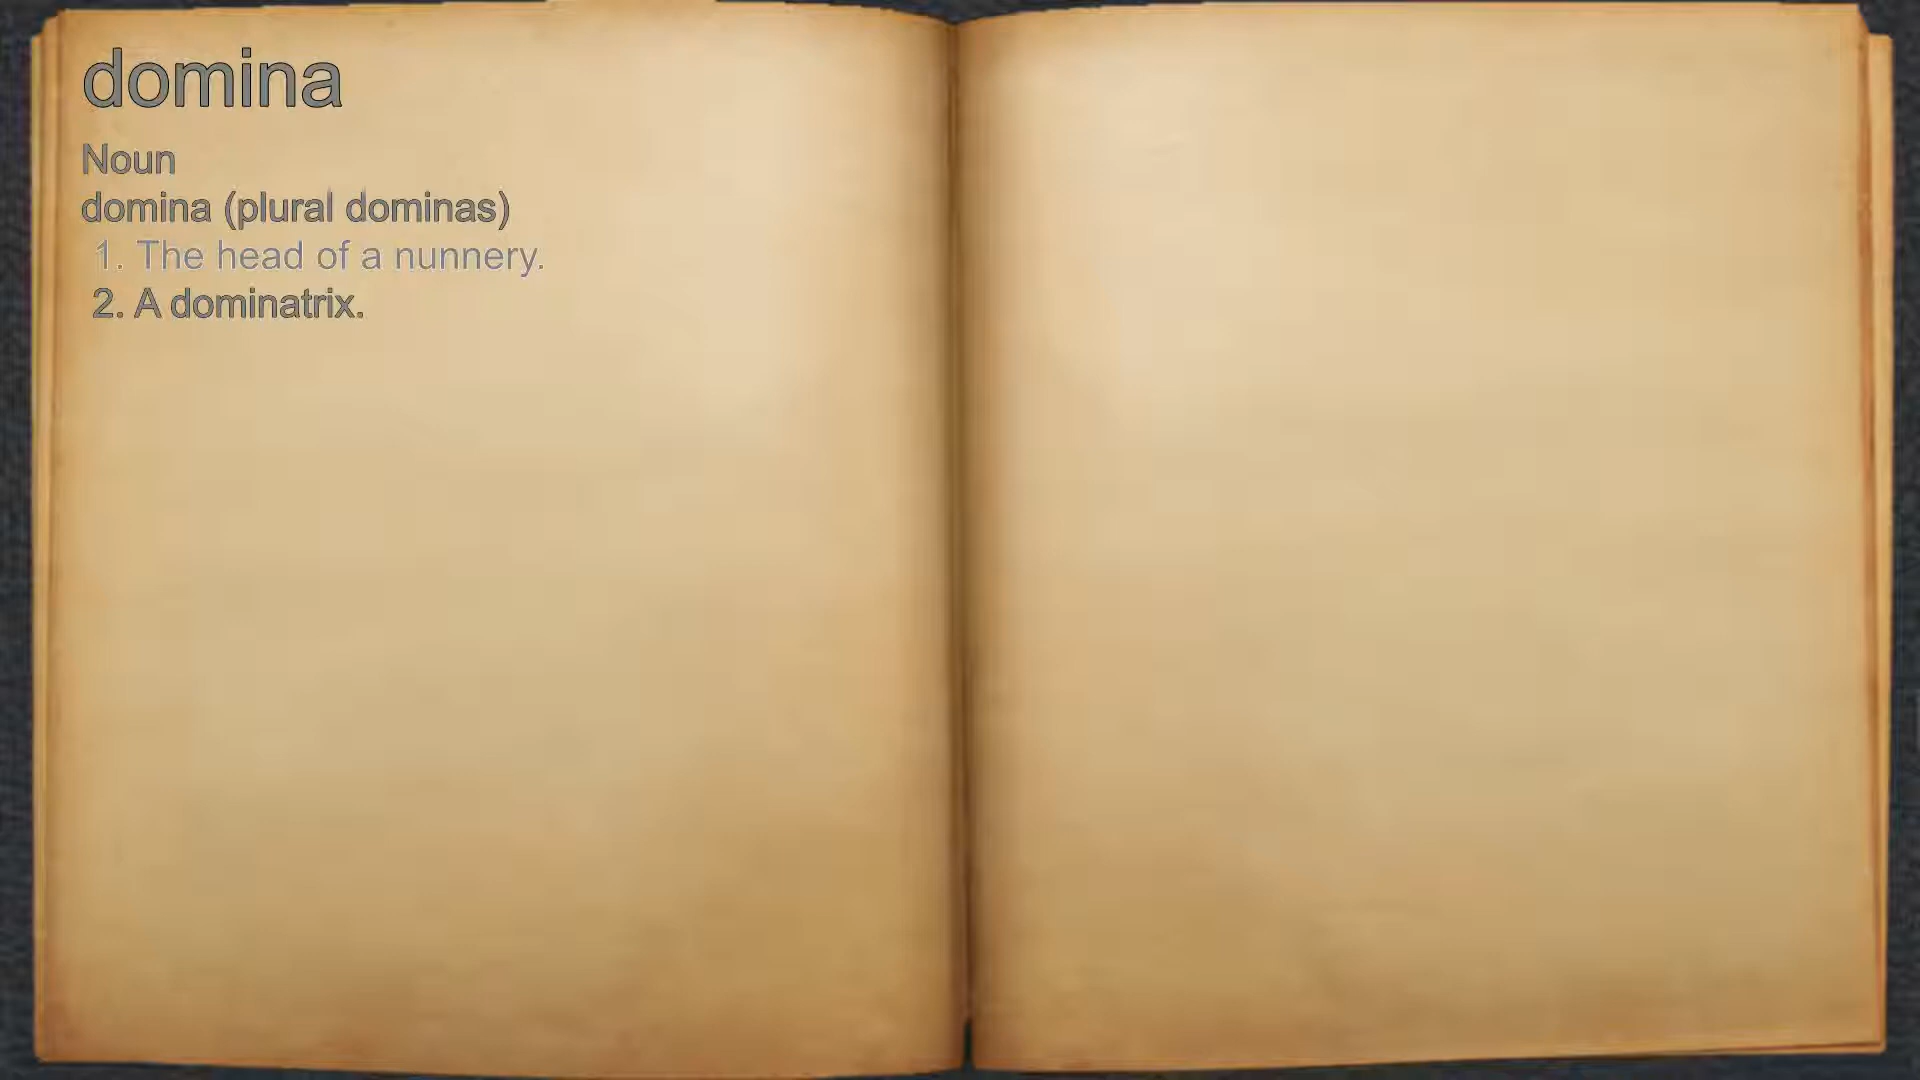 domina
Noun
domina (plural dominas)
1. The head of a nunnery.
2. A dominatrix.